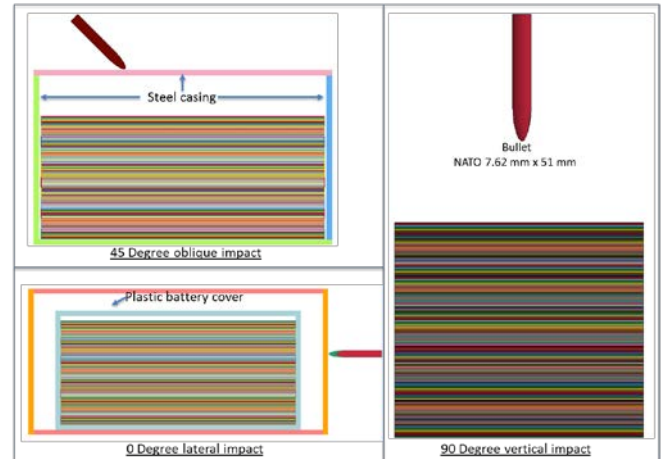 Steel casing
45 Degree oblique impact
Plastic battery cover
0 Degree lateral impact
Bullet
NATO 7.62 mm x 51 mm
90 Degree vertical impact